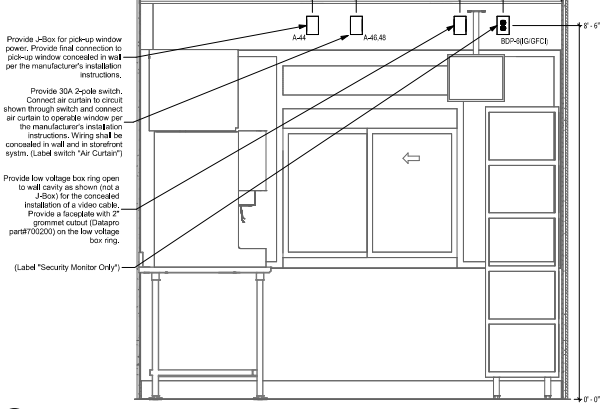 Provide J-Box for pick-up window
power. Provide final connection to
pick-up window concealed in wall
per the manufacturer's installation
instructions.
Provide 30A 2-pole switch.
Connect air curtain to circuit
shown through switch and connect
air curtain to operable window per
the manufacturer's installation
instructions. Wiring shall be
concealed in wall and in storefront
systm. (Label switch "Air Curtain")
Provide low voltage box ring open
to wall cavity as shown (not a
J-Box) for the concealed
installation of a video cable.
Provide a faceplate with 2"
grommet cutout (Datapro
part#700200) on the low voltage
box ring.
(Label "Security Monitor Only")
A-44
A-46,48
BDP-6(IG/GFCI)
8' - 6"
0' - 0"